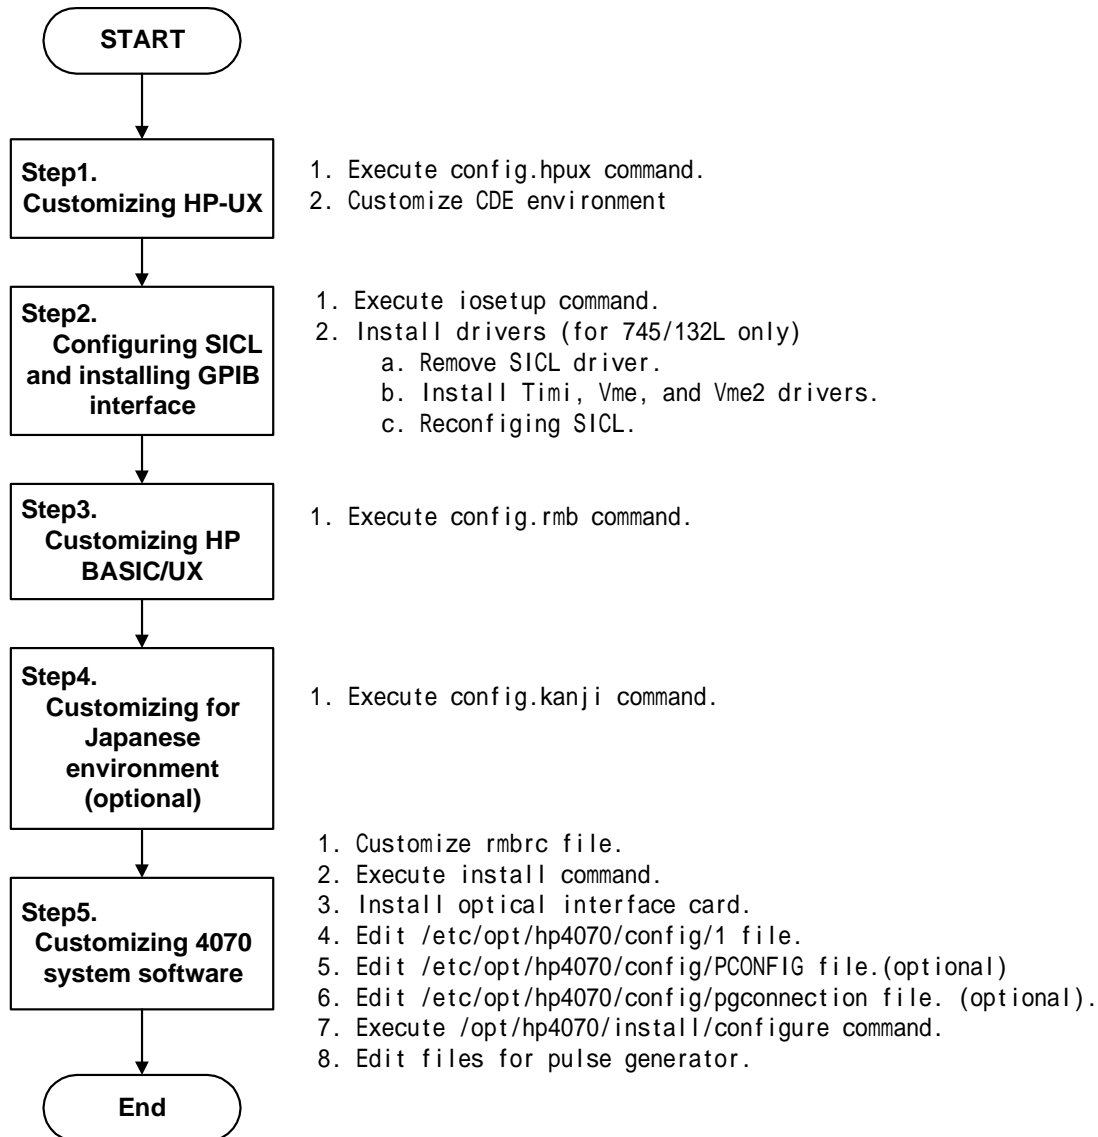 START
Step1.
Customizing HP-UX
1. Execute config.hpux command.
2. Customize CDE environment
Step2.
Configuring SICL
and installing GPIB
interface
1. Execute iosetup command.
2. Install drivers (for 745/132L only)
a. Remove SICL driver.
b. Install Timi, Vme, and Vme2 drivers.
c. Reconfiging SICL.
Step3.
Customizing HP
BASIC/UX
1. Execute config.rmb command.
Step4.
Customizing for
Japanese
environment
(optional)
1. Execute config.kanji command.
Step5.
Customizing 4070
system software
1. Customize rmbrc file.
2. Execute install command.
3. Install optical interface card.
4. Edit /etc/opt/hp4070/config/1 file.
5. Edit /etc/opt/hp4070/config/PCONFIG file.(optional)
6. Edit /etc/opt/hp4070/config/pgconnection file. (optional).
7. Execute /opt/hp4070/install/configure command.
8. Edit files for pulse generator.
End